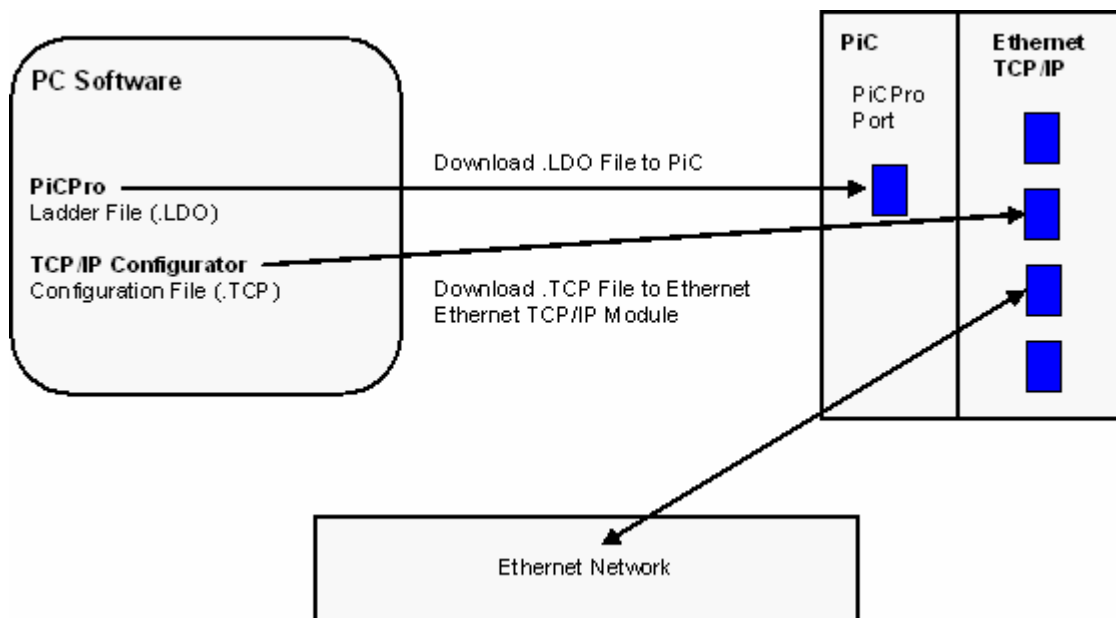 PC Software
PiCPro
Ladder File (.LDO)
TCP/IP Configurator
Configuration File (.TCP)
Download .LDO File to PiC
Download .TCP File to Ethernet
Ethernet TCP/IP Module
PiC
PiCPro
Port
Ethernet
TCP/IP
Ethernet Network